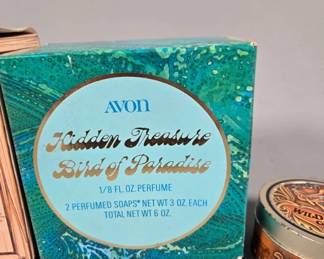 AVON
Hidden Treasure
Bird of Paradise
1/8 FL. OZ. PERFUME
2 PERFUMED SOAPS* NET WT 3 OZ. EACH
TOTAL NET WT 6 OZ.
WILD